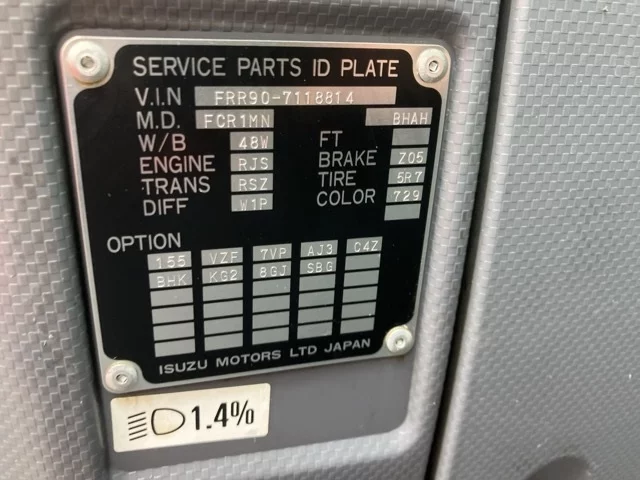 SERVICE PARTS ID PLATE
V.I.N FRR90-7118814
M.D. FCR1MN BHAH
W/B 48W FT
ENGINE RJS BRAKE Z05
TRANS RSZ TIRE 5R7
DIFF W1P COLOR 729
OPTION
155 VZF 7VP AJ3 C4Z
BHK KG2 8GJ SBG
ISUZU MOTORS LTD JAPAN
1.4%